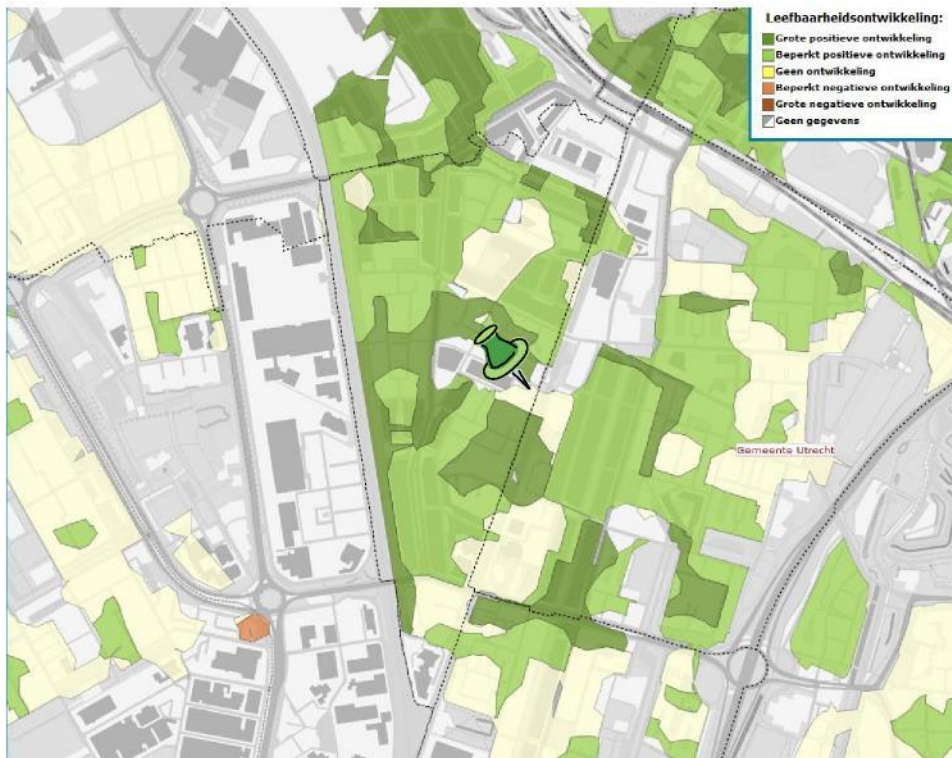 Leefbaarheidsontwikkeling:
Grote positieve ontwikkeling
Beperkt positieve ontwikkeling
Geen ontwikkeling
Beperkt negatieve ontwikkeling
Grote negatieve ontwikkeling
Geen gegevens
Gemeente Utrecht